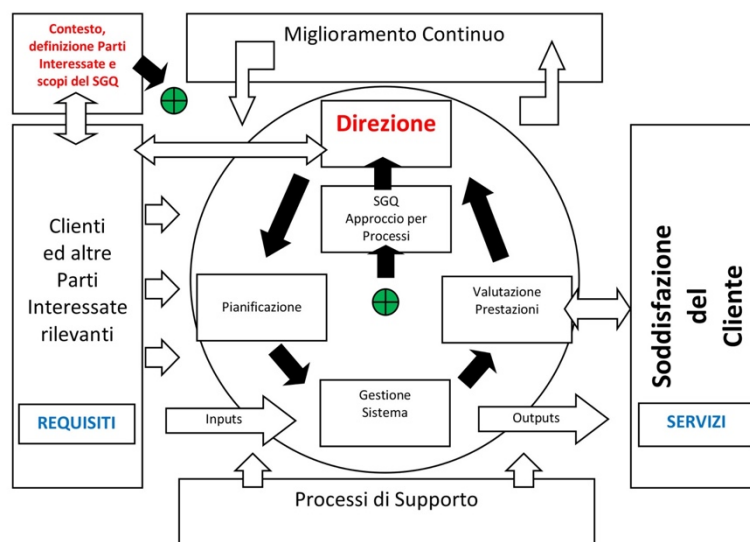 Contesto,
definizione Parti
Interessate e
scopi del SGQ
Miglioramento Continuo
Direzione
SGQ
Approccio per
Processi
Clienti
ed altre
Parti
Interessate
rilevanti
Pianificazione
Valutazione
Prestazioni
Soddisfazione
del
Cliente
Gestione
Sistema
REQUISITI
Inputs
Outputs
SERVIZI
Processi di Supporto